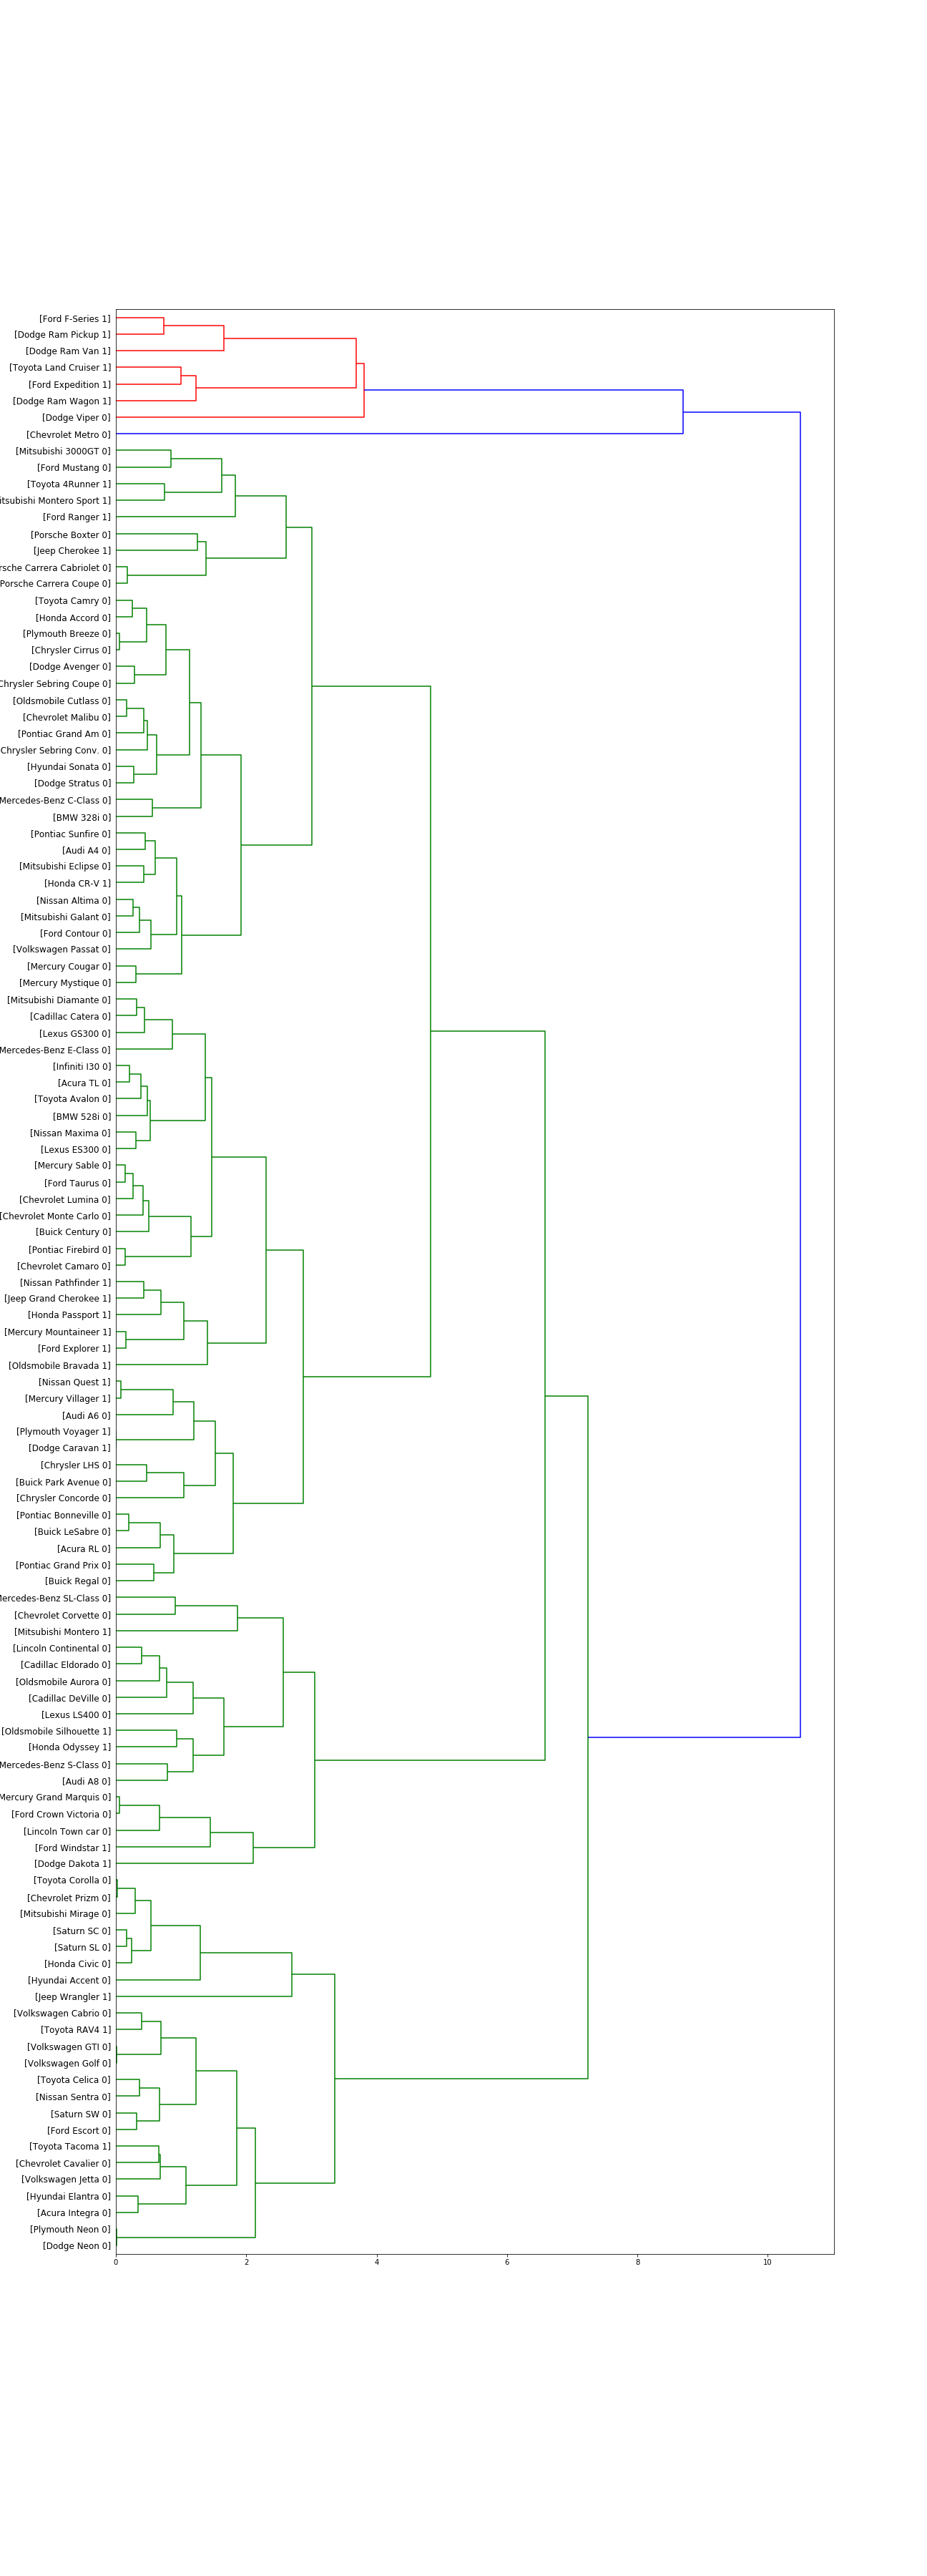 [Ford F-Series 1]
[Dodge Ram Pickup 1]
[Dodge Ram Van 1]
[Toyota Land Cruiser 1]
[Ford Expedition 1]
[Dodge Ram Wagon 1]
[Dodge Viper 0]
[Chevrolet Metro 0]
[Mitsubishi 3000GT 0]
[Ford Mustang 0]
[Toyota 4Runner 1]
itsubishi Montero Sport 1]
[Ford Ranger 1]
[Porsche Boxter 0]
[Jeep Cherokee 1]
rsche Carrera Cabriolet 0]
Porsche Carrera Coupe 0]
[Toyota Camry 0]
[Honda Accord 0]
[Plymouth Breeze 0]
[Chrysler Cirrus 0]
[Dodge Avenger 0]
Chrysler Sebring Coupe 0]
[Oldsmobile Cutlass 0]
[Chevrolet Malibu 0]
[Pontiac Grand Am 0]
Chrysler Sebring Conv. 0]
[Hyundai Sonata 0]
[Dodge Stratus 0]
Mercedes-Benz C-Class 0]
[BMW 328i 0]
[Pontiac Sunfire 0]
[Audi A4 0]
[Mitsubishi Eclipse 0]
[Honda CR-V 1]
[Nissan Altima 0]
[Mitsubishi Galant 0]
[Ford Contour 0]
[Volkswagen Passat 0]
[Mercury Cougar 0]
[Mercury Mystique 0]
[Mitsubishi Diamante 0]
[Cadillac Catera 0]
[Lexus GS300 0]
Mercedes-Benz E-Class 0]
[Infiniti I30 0]
[Acura TL 0]
[Toyota Avalon 0]
[BMW 528i 0]
[Nissan Maxima 0]
[Lexus ES300 0]
[Mercury Sable 0]
[Ford Taurus 0]
[Chevrolet Lumina 0]
[Chevrolet Monte Carlo 0]
[Buick Century 0]
[Pontiac Firebird 0]
[Chevrolet Camaro 0]
[Nissan Pathfinder 1]
[Jeep Grand Cherokee 1]
[Honda Passport 1]
[Mercury Mountaineer 1]
[Ford Explorer 1]
[Oldsmobile Bravada 1]
[Nissan Quest 1]
[Mercury Villager 1]
[Audi A6 0]
[Plymouth Voyager 1]
[Dodge Caravan 1]
[Chrysler LHS 0]
[Buick Park Avenue 0]
[Chrysler Concorde 0]
[Pontiac Bonneville 0]
[Buick LeSabre 0]
[Acura RL 0]
[Pontiac Grand Prix 0]
[Buick Regal 0]
Mercedes-Benz SL-Class 0]
[Chevrolet Corvette 0]
[Mitsubishi Montero 1]
[Lincoln Continental 0]
[Cadillac Eldorado 0]
[Oldsmobile Aurora 0]
[Cadillac DeVille 0]
[Lexus LS400 0]
[Oldsmobile Silhouette 1]
[Honda Odyssey 1]
Mercedes-Benz S-Class 0]
[Audi A8 0]
Mercury Grand Marquis 0]
[Ford Crown Victoria 0]
[Lincoln Town car 0]
[Ford Windstar 1]
[Dodge Dakota 1]
[Toyota Corolla 0]
[Chevrolet Prizm 0]
[Mitsubishi Mirage 0]
[Saturn SC 0]
[Saturn SL 0]
[Honda Civic 0]
[Hyundai Accent 0]
[Jeep Wrangler 1]
[Volkswagen Cabrio 0]
[Toyota RAV4 1]
[Volkswagen GTI 0]
[Volkswagen Golf 0]
[Toyota Celica 0]
[Nissan Sentra 0]
[Saturn SW 0]
[Ford Escort 0]
[Toyota Tacoma 1]
[Chevrolet Cavalier 0]
[Volkswagen Jetta 0]
[Hyundai Elantra 0]
[Acura Integra 0]
[Plymouth Neon 0]
[Dodge Neon 0]
0 2 4 6 8 10